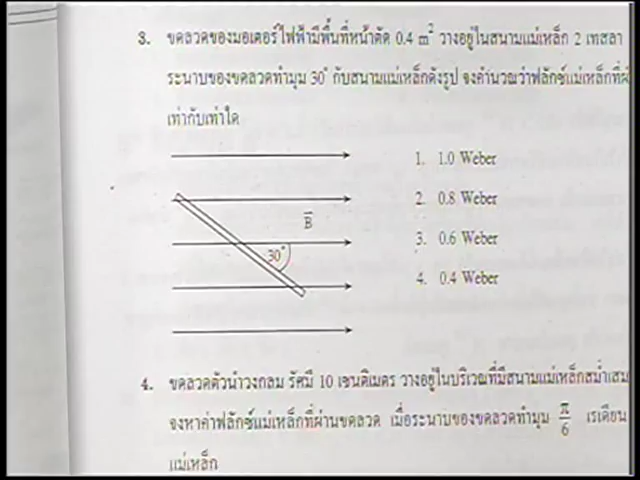 3. ขดลวดของมอเตอร์ไฟฟ้ามีพื้นที่หน้าตัด 0.4 m² วางอยู่ในสนามแม่เหล็ก 2 เทสลา
ระนาบของขดลวดทำมุม 30° กับสนามแม่เหล็กดังรูป จงคำนวณว่าฟลักซ์แม่เหล็กที่
เท่ากับเท่าใด
1. 1.0 Weber
2. 0.8 Weber
B
3. 0.6 Weber
30°
4. 0.4 Weber
4. ขดลวดตัวนำวงกลม รัศมี 10 เซนติเมตร วางอยู่ในบริเวณที่มีสนามแม่เหล็กสม่ำเสม
จงหาค่าฟลักซ์แม่เหล็กที่ผ่านขดลวด เมื่อระนาบของขดลวดทำมุม π/6 เรเดียน
แม่เหล็ก